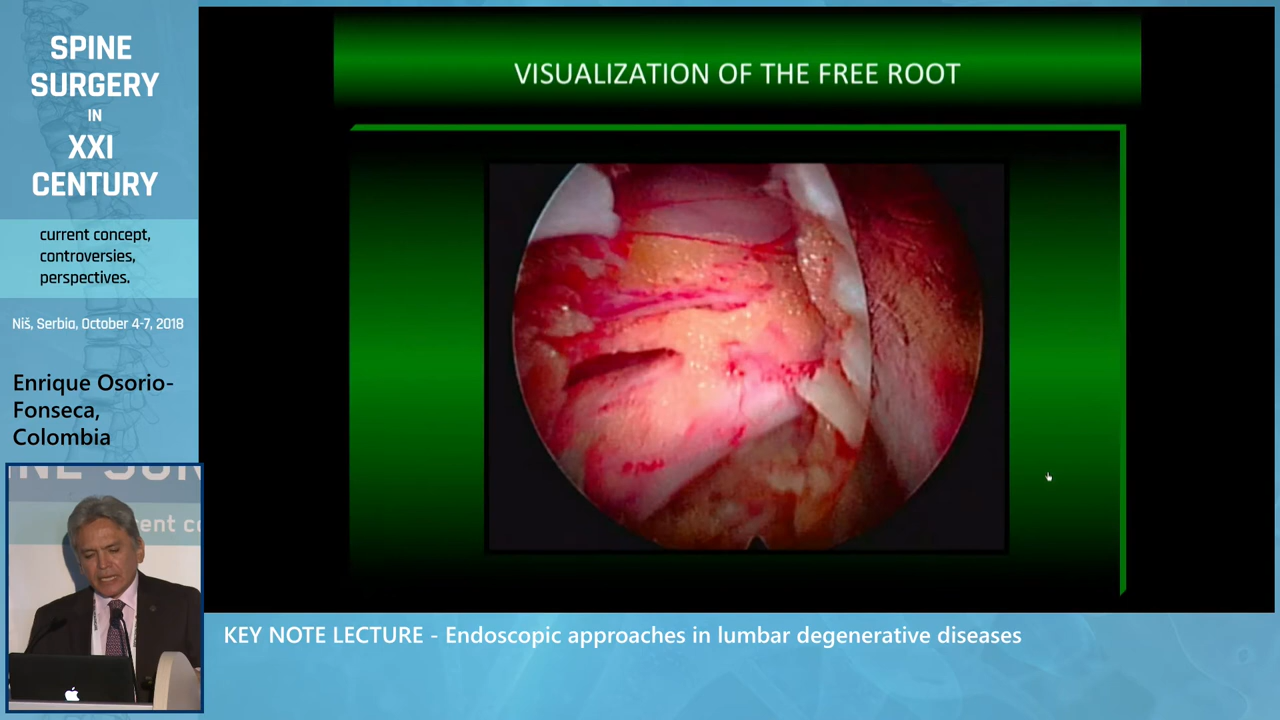 SPINE
SURGERY
IN
XXI
CENTURY
current concept,
controversies,
perspectives.
Niš, Serbia, October 4-7, 2018
Enrique Osorio-
Fonseca,
Colombia
VISUALIZATION OF THE FREE ROOT
KEY NOTE LECTURE - Endoscopic approaches in lumbar degenerative diseases